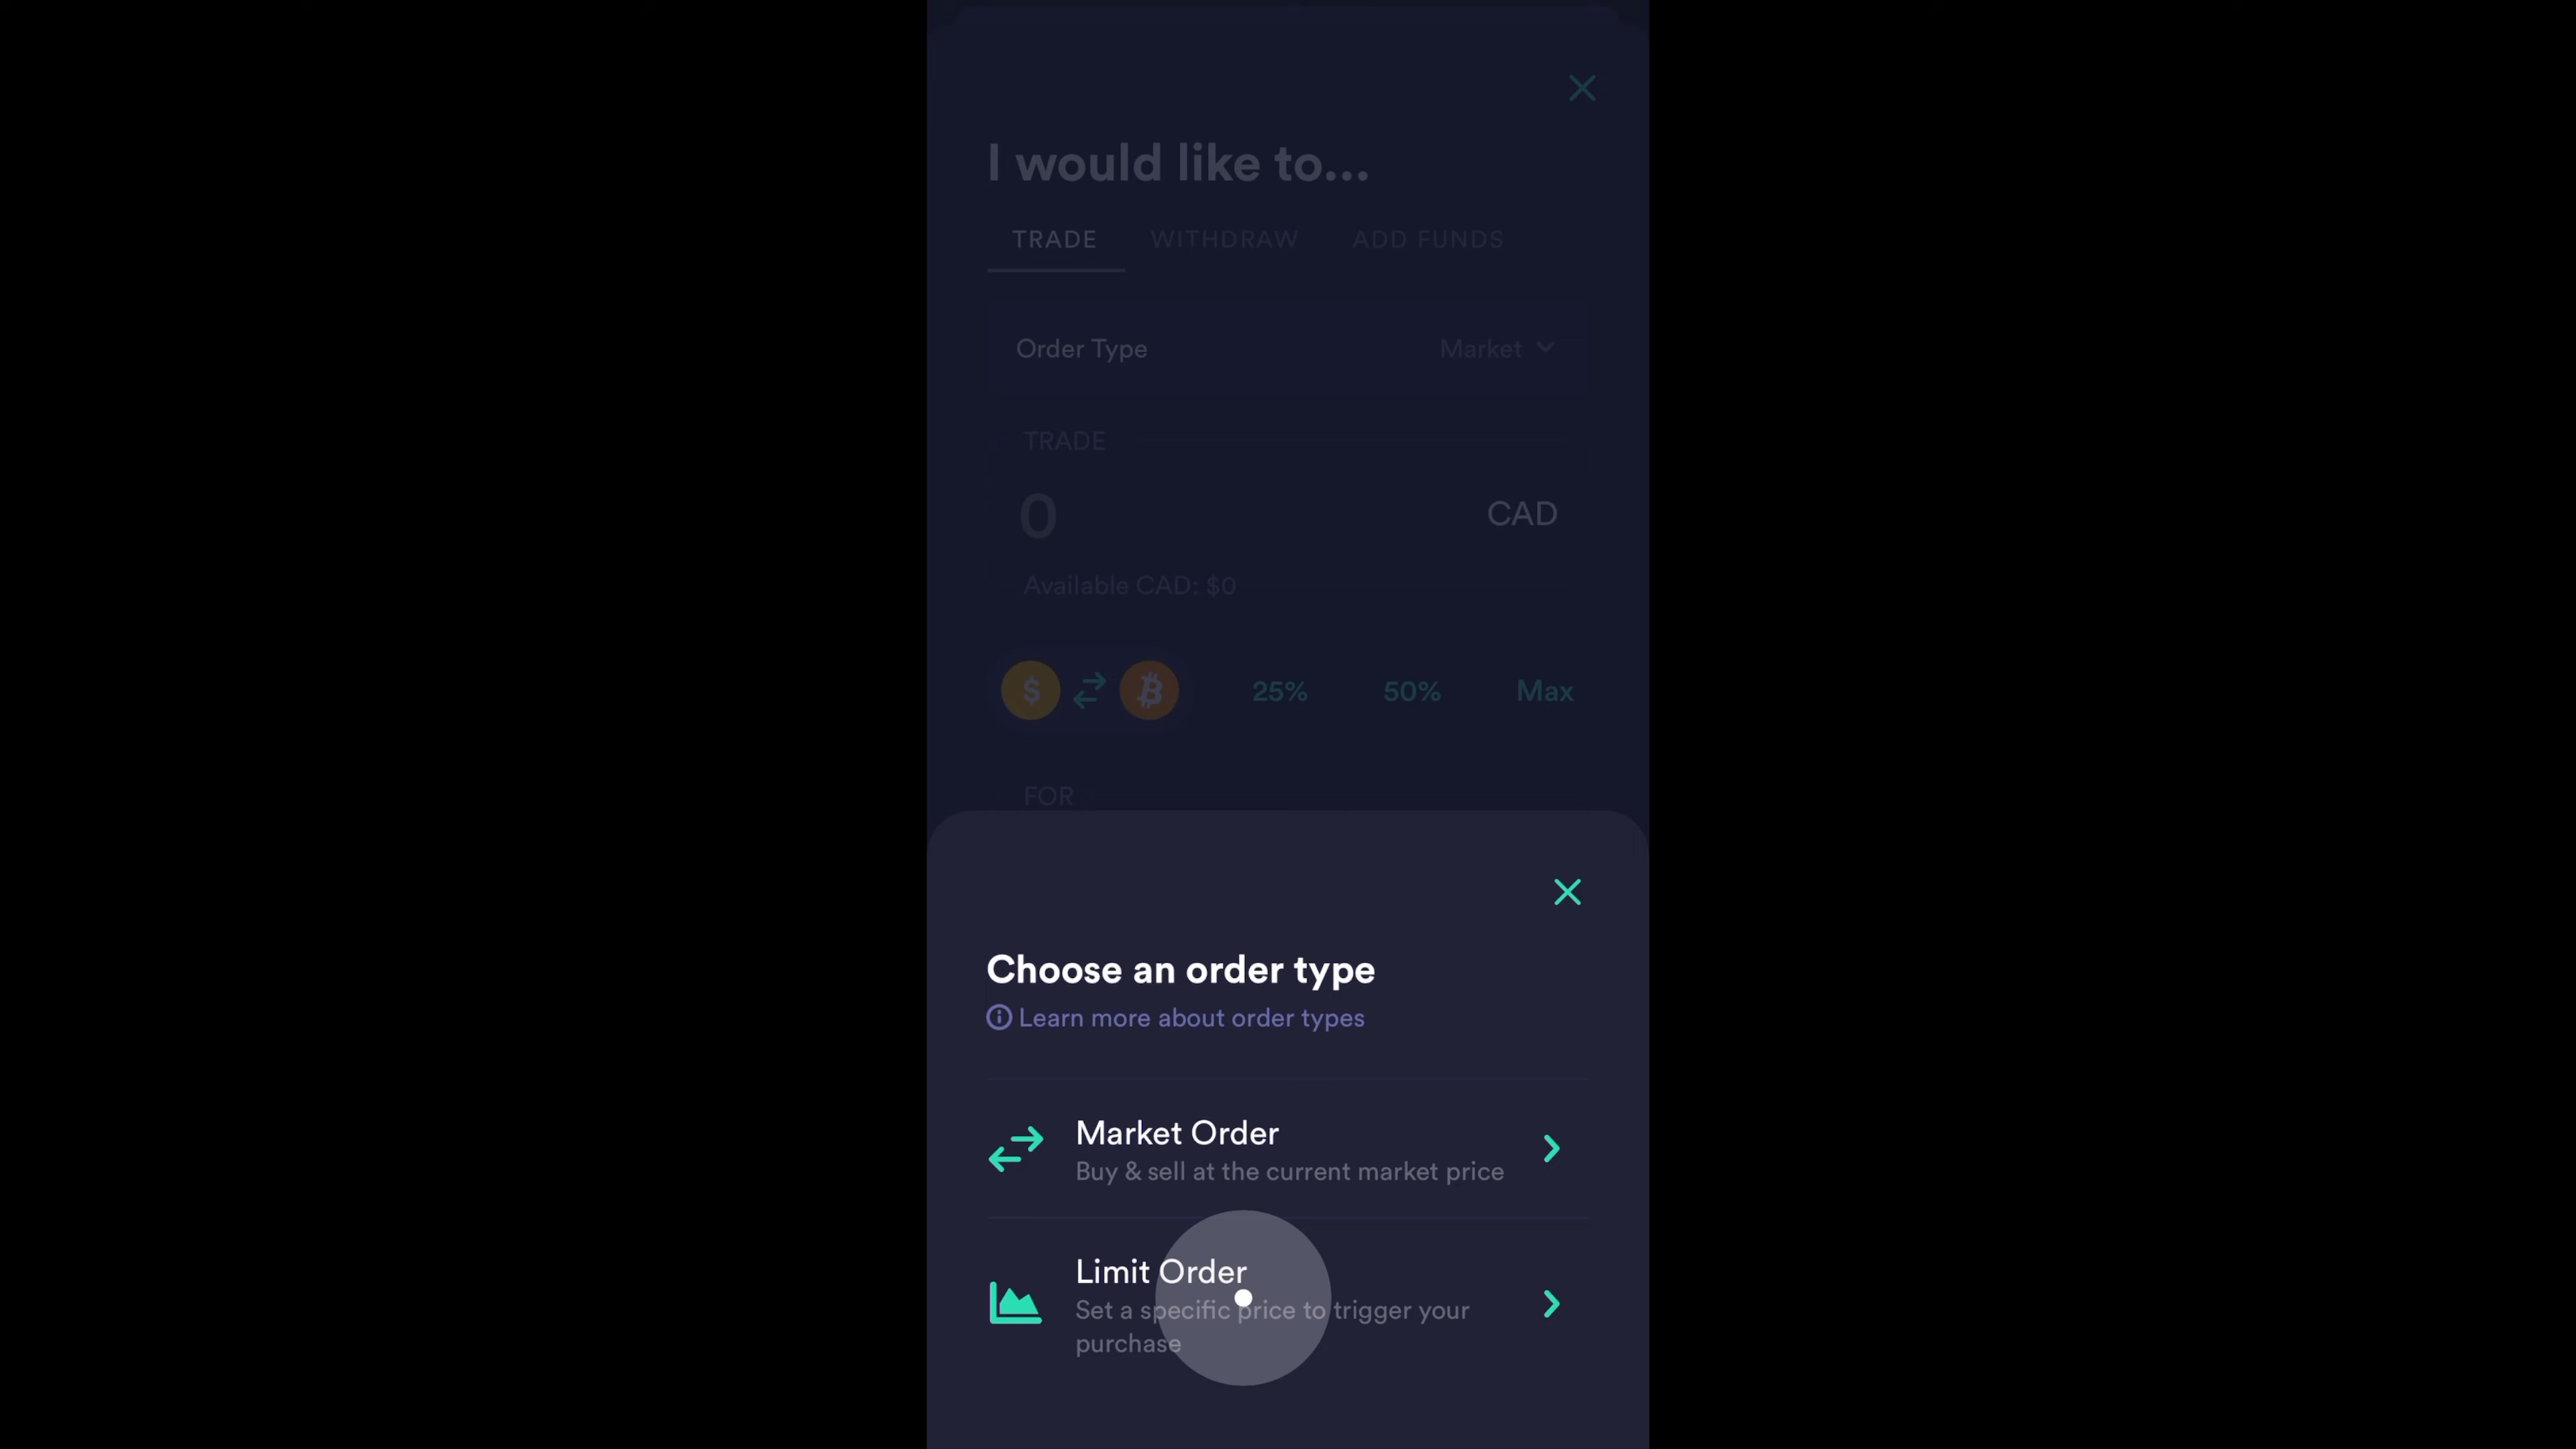 I would like to...
TRADE WITHDRAW ADD FUNDS
Order Type Market
TRADE
0 CAD
Available CAD: $0
25% 50% Max
FOR
Choose an order type
Learn more about order types
Market Order
Buy & sell at the current market price
Limit Order
Set a specific price to trigger your
purchase